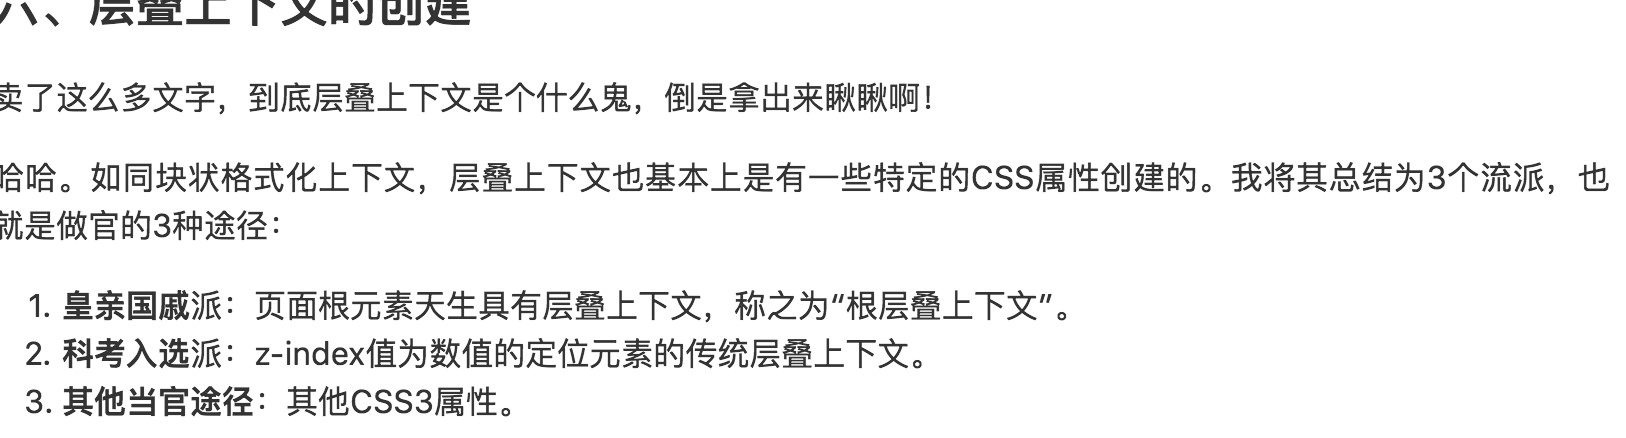 六、层叠上下文的创建
卖了这么多文字，到底层叠上下文是个什么鬼，倒是拿出来瞅瞅啊！
哈哈。如同块状格式化上下文，层叠上下文也基本上是有一些特定的CSS属性创建的。我将其总结为3个流派，也
就是做官的3种途径：
1. 皇亲国戚派：页面根元素天生具有层叠上下文，称之为“根层叠上下文”。
2. 科考入选派：z-index值为数值的定位元素的传统层叠上下文。
3. 其他当官途径：其他CSS3属性。